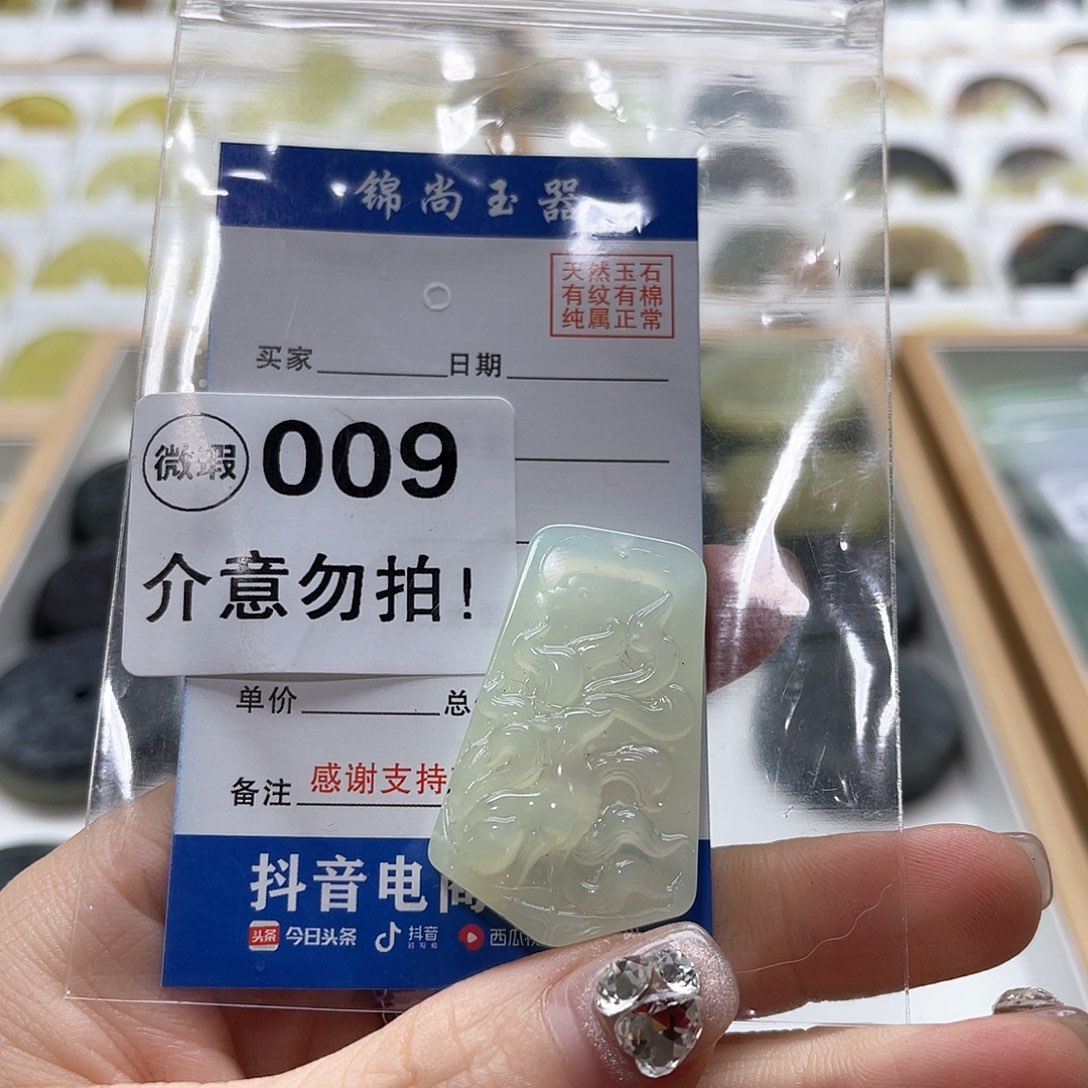 锦尚玉器
天然玉石
有纹有棉
纯属正常
买家
日期
微瑕 009
介意勿拍!
单价
总
备注
感谢支持
抖音电商
头条 今日头条
抖音
西瓜